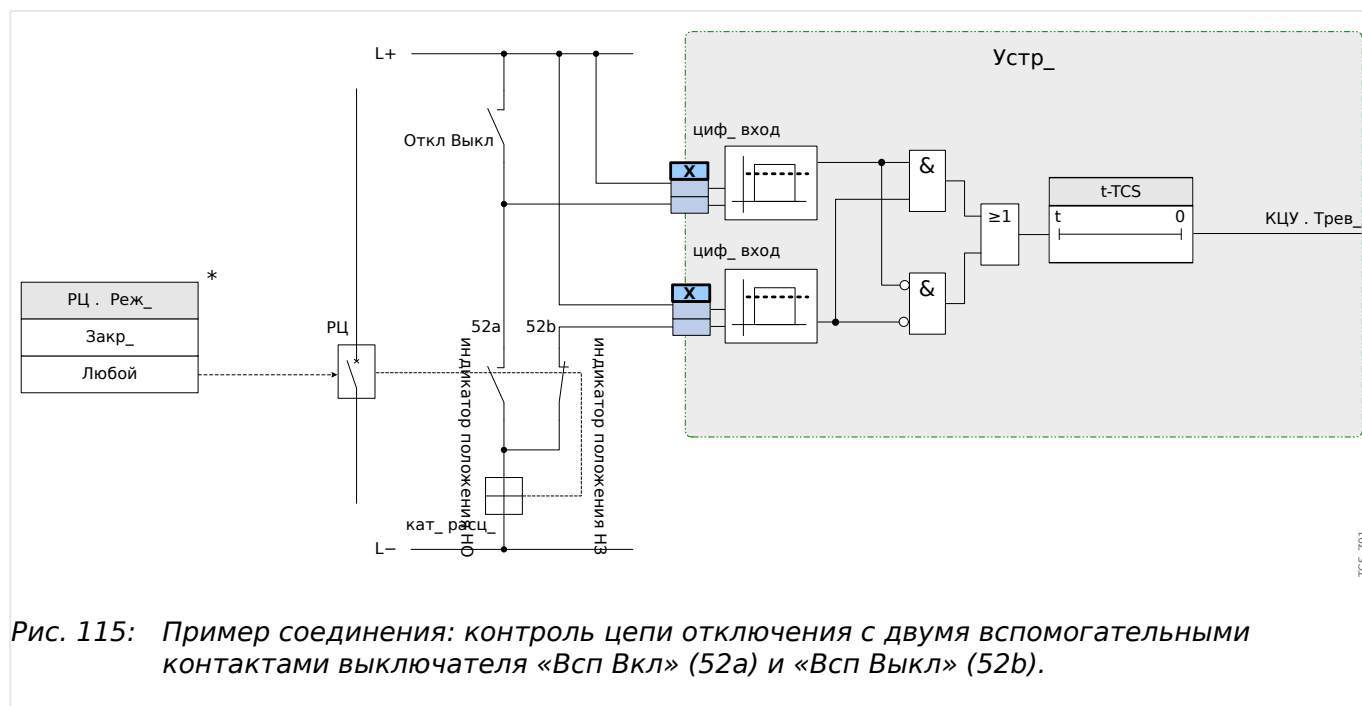 L+
Устр_
циф_ вход
Откл Выкл
X
&
t-TCS
≥1
t 0
КЦУ . Трев_
циф_ вход
*
X
&
РЦ . Реж_
Закр_
Любой
РЦ
52a
52b
индикатор положения НО
индикатор положения НЗ
кат_ расц_
L−
Рис. 115: Пример соединения: контроль цепи отключения с двумя вспомогательными
контактами выключателя «Всп Вкл» (52a) и «Всп Выкл» (52b).